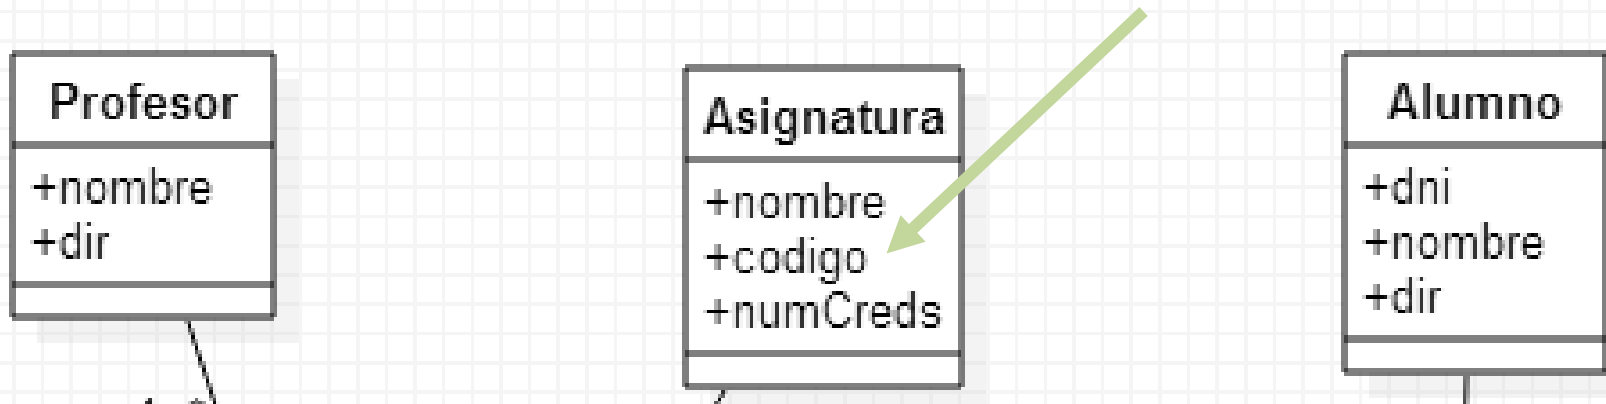 Profesor
+nombre
+dir
Asignatura
+nombre
+codigo
+numCreds
Alumno
+dni
+nombre
+dir